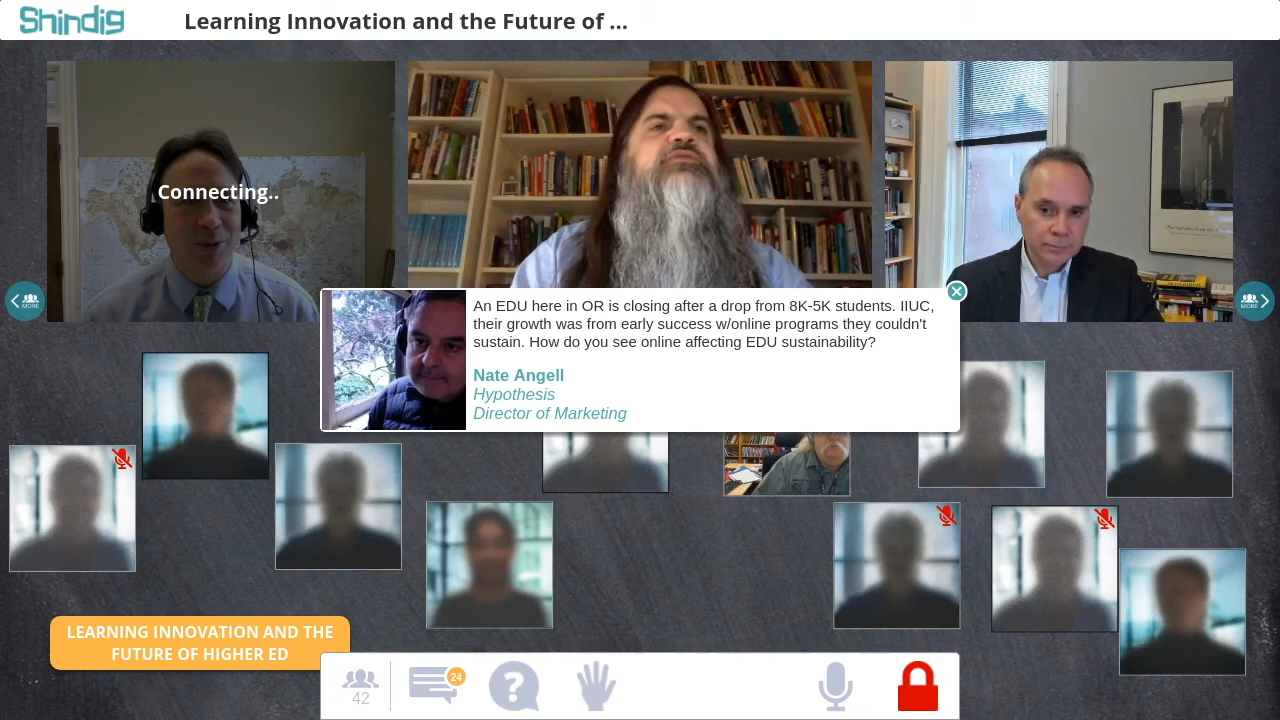 Shindig
Learning Innovation and the Future of ...
Connecting..
MORE
MORE
An EDU here in OR is closing after a drop from 8K-5K students. IIUC,
their growth was from early success w/online programs they couldn't
sustain. How do you see online affecting EDU sustainability?
Nate Angell
Hypothesis
Director of Marketing
LEARNING INNOVATION AND THE
FUTURE OF HIGHER ED
42
24
?